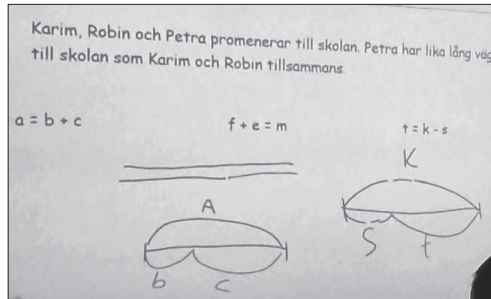 Karim, Robin och Petra promenerar till skolan. Petra har lika lång väg
till skolan som Karim och Robin tillsammans.
a = b + c
f + e = m
t = k - s
K
A
S t
b c